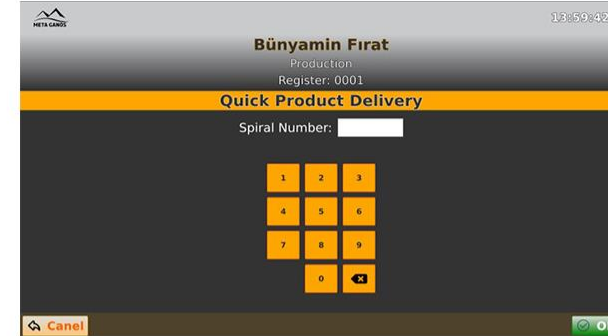 META GANOS
13:59:42
Bünyamin Fırat
Production
Register: 0001
Quick Product Delivery
Spiral Number:
1 2 3
4 5 6
7 8 9
0
Canel